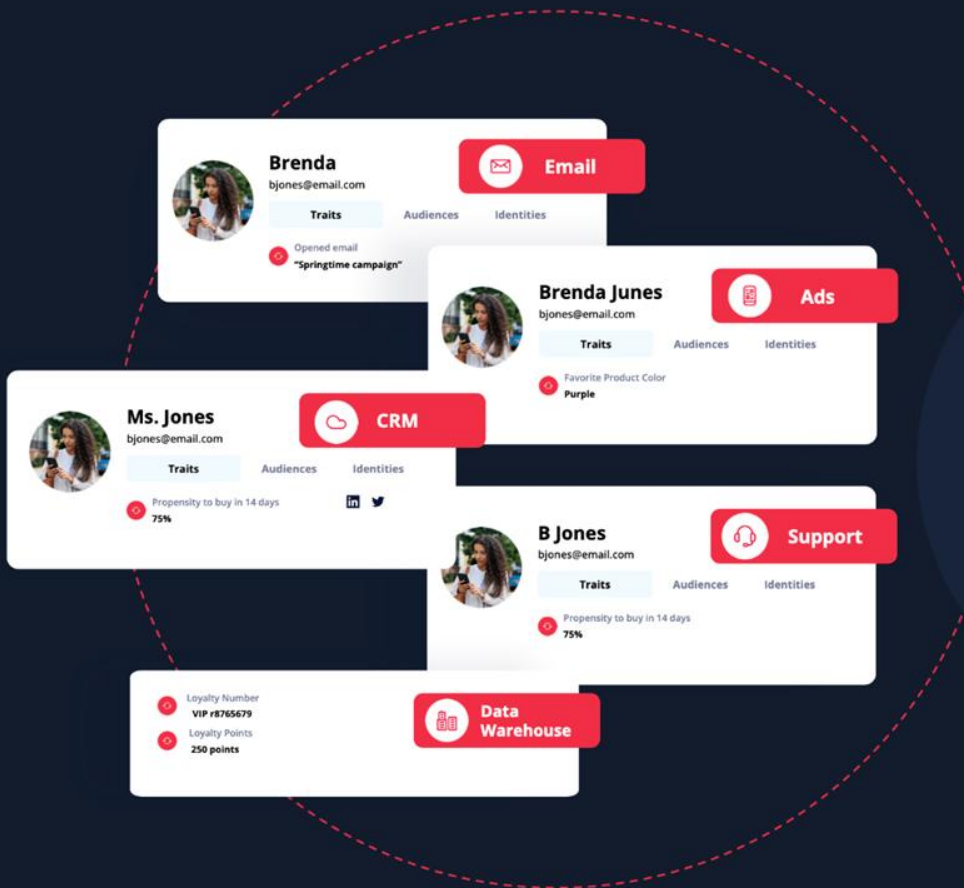 Brenda
bjones@email.com
Email
Traits Audiences Identities
Opened email
"Springtime campaign"
Brenda Junes
bjones@email.com
Ads
Traits Audiences Identities
Favorite Product Color
Purple
Ms. Jones
bjones@email.com
CRM
Traits Audiences Identities
Propensity to buy in 14 days
75%
in
B Jones
bjones@email.com
Support
Traits Audiences Identities
Propensity to buy in 14 days
75%
Loyalty Number
VIP r8765679
Loyalty Points
250 points
Data
Warehouse